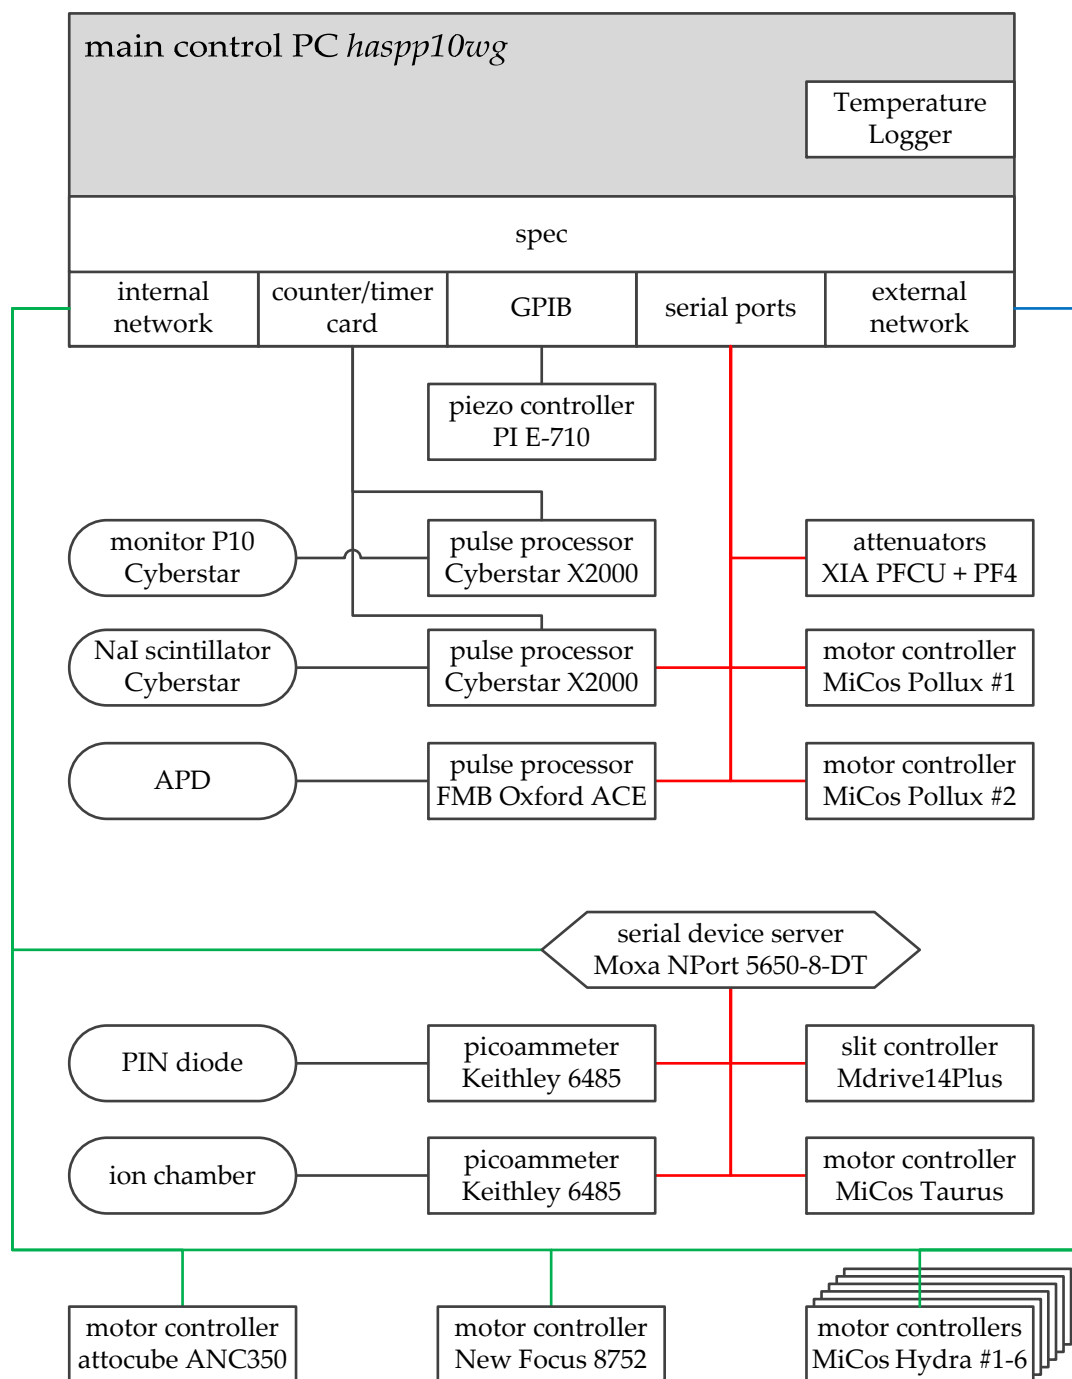 main control PC haspp10wg
Temperature
Logger
spec
internal
network
counter/timer
card
GPIB
serial ports
external
network
piezo controller
PI E-710
monitor P10
Cyberstar
pulse processor
Cyberstar X2000
attenuators
XIA PFCU + PF4
NaI scintillator
Cyberstar
pulse processor
Cyberstar X2000
motor controller
MiCos Pollux #1
APD
pulse processor
FMB Oxford ACE
motor controller
MiCos Pollux #2
serial device server
Moxa NPort 5650-8-DT
PIN diode
picoammeter
Keithley 6485
slit controller
Mdrive14Plus
ion chamber
picoammeter
Keithley 6485
motor controller
MiCos Taurus
motor controller
attocube ANC350
motor controller
New Focus 8752
motor controllers
MiCos Hydra #1-6